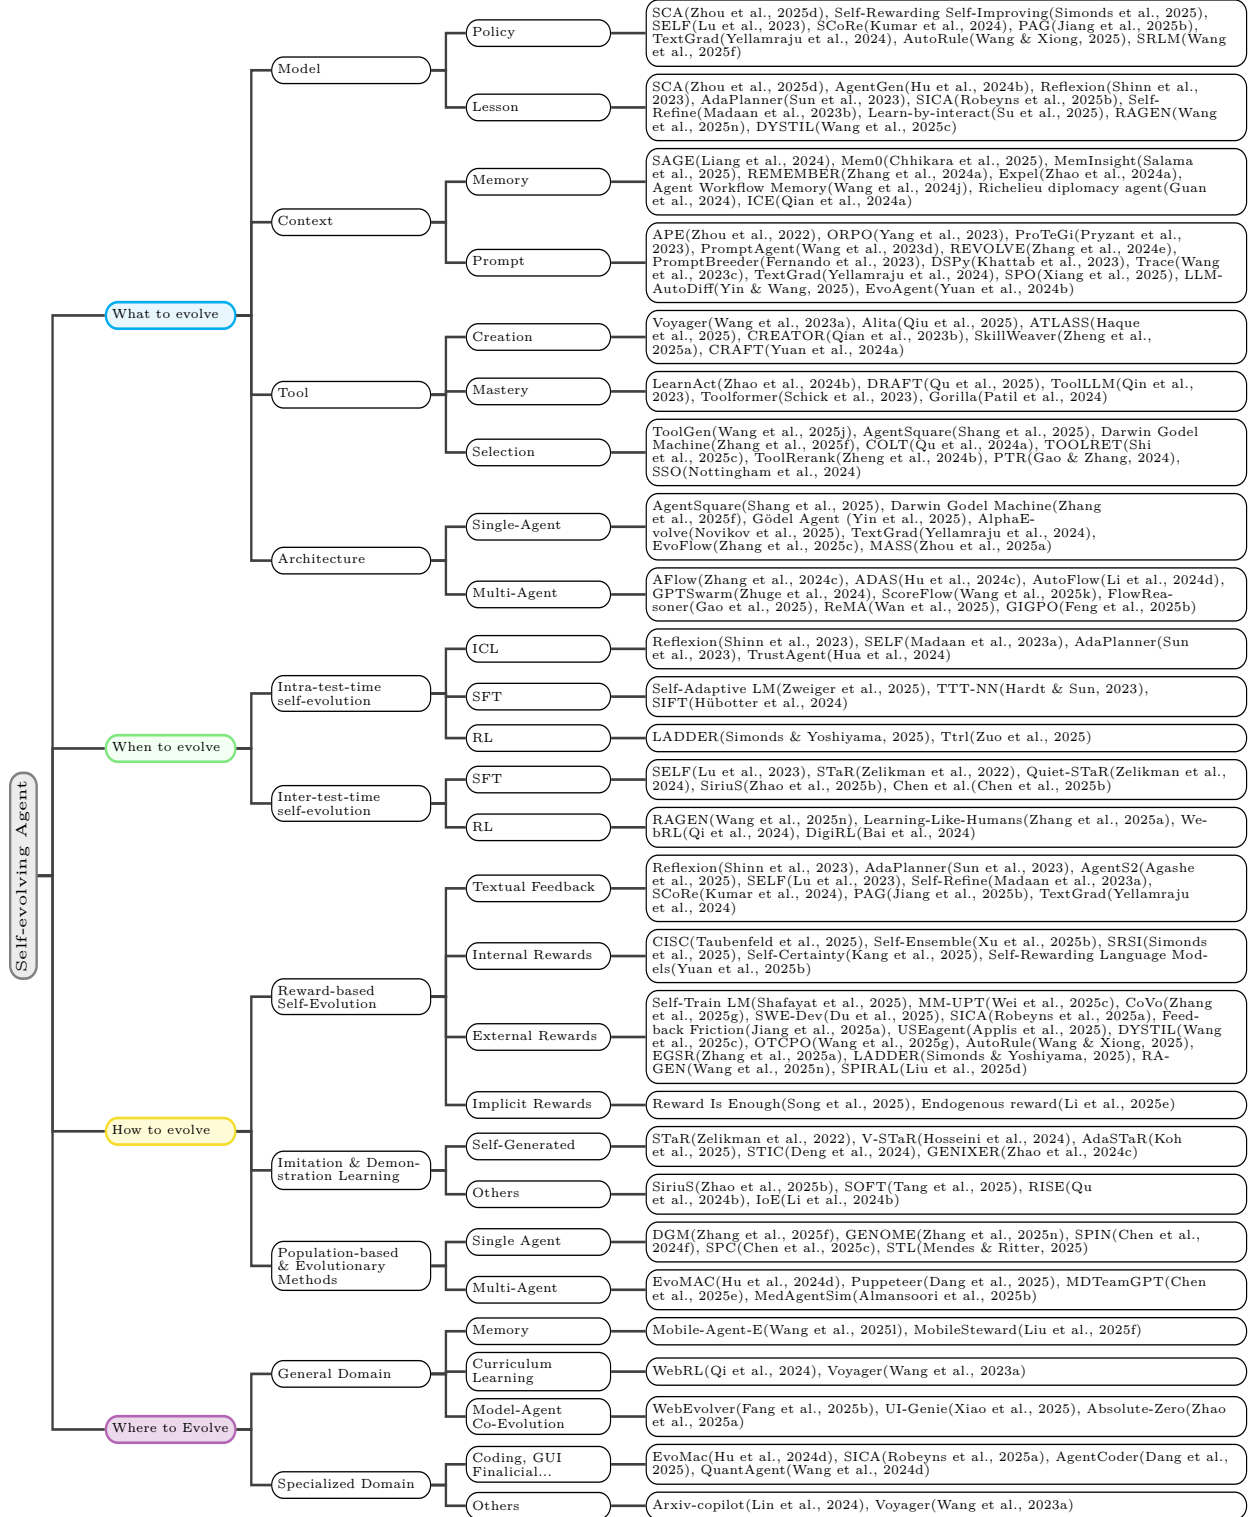 Self-evolving Agent
What to evolve
Model
Policy
SCA(Zhou et al., 2025d), Self-Rewarding Self-Improving(Simonds et al., 2025),
SELF(Lu et al., 2023), SCoRe(Kumar et al., 2024), PAG(Jiang et al., 2025b),
TextGrad(Yellamraju et al., 2024), AutoRule(Wang & Xiong, 2025), SRLM(Wang
et al., 2025f)
Lesson
SCA(Zhou et al., 2025d), AgentGen(Hu et al., 2024b), Reflexion(Shinn et al.,
2023), AdaPlanner(Sun et al., 2023), SICA(Robeyns et al., 2025b), Self-
Refine(Madaan et al., 2023b), Learn-by-interact(Su et al., 2025), RAGEN(Wang
et al., 2025n), DYSTIL(Wang et al., 2025c)
Context
Memory
SAGE(Liang et al., 2024), Mem0(Chhikara et al., 2025), MemInsight(Salama
et al., 2025), REMEMBER(Zhang et al., 2024a), Expel(Zhao et al., 2024a),
Agent Workflow Memory(Wang et al., 2024j), Richelieu diplomacy agent(Guan
et al., 2024), ICE(Qian et al., 2024a)
Prompt
APE(Zhou et al., 2022), ORPO(Yang et al., 2023), ProTeGi(Pryzant et al.,
2023), PromptAgent(Wang et al., 2023d), REVOLVE(Zhang et al., 2024e),
PromptBreeder(Fernando et al., 2023), DSPy(Khattab et al., 2023), Trace(Wang
et al., 2023c), TextGrad(Yellamraju et al., 2024), SPO(Xiang et al., 2025), LLM-
AutoDiff(Yin & Wang, 2025), EvoAgent(Yuan et al., 2024b)
Tool
Creation
Voyager(Wang et al., 2023a), Alita(Qiu et al., 2025), ATLASS(Haque
et al., 2025), CREATOR(Qian et al., 2023b), SkillWeaver(Zheng et al.,
2025a), CRAFT(Yuan et al., 2024a)
Mastery
LearnAct(Zhao et al., 2024b), DRAFT(Qu et al., 2025), ToolLLM(Qin et al.,
2023), Toolformer(Schick et al., 2023), Gorilla(Patil et al., 2024)
Selection
ToolGen(Wang et al., 2025j), AgentSquare(Shang et al., 2025), Darwin Godel
Machine(Zhang et al., 2025f), COLT(Qu et al., 2024a), TOOLRET(Shi
et al., 2025c), ToolRerank(Zheng et al., 2024b), PTR(Gao & Zhang, 2024),
SSO(Nottingham et al., 2024)
Architecture
Single-Agent
AgentSquare(Shang et al., 2025), Darwin Godel Machine(Zhang
et al., 2025f), Gödel Agent (Yin et al., 2025), AlphaE-
volve(Novikov et al., 2025), TextGrad(Yellamraju et al., 2024),
EvoFlow(Zhang et al., 2025c), MASS(Zhou et al., 2025a)
Multi-Agent
AFlow(Zhang et al., 2024c), ADAS(Hu et al., 2024c), AutoFlow(Li et al., 2024d),
GPTSwarm(Zhuge et al., 2024), ScoreFlow(Wang et al., 2025k), FlowRea-
soner(Gao et al., 2025), ReMA(Wan et al., 2025), GIGPO(Feng et al., 2025b)
When to evolve
Intra-test-time
self-evolution
ICL
Reflexion(Shinn et al., 2023), SELF(Madaan et al., 2023a), AdaPlanner(Sun
et al., 2023), TrustAgent(Hua et al., 2024)
SFT
Self-Adaptive LM(Zweiger et al., 2025), TTT-NN(Hardt & Sun, 2023),
SIFT(Hübotter et al., 2024)
RL
LADDER(Simonds & Yoshiyama, 2025), Ttrl(Zuo et al., 2025)
Inter-test-time
self-evolution
SFT
SELF(Lu et al., 2023), STaR(Zelikman et al., 2022), Quiet-STaR(Zelikman et al.,
2024), SiriuS(Zhao et al., 2025b), Chen et al.(Chen et al., 2025b)
RL
RAGEN(Wang et al., 2025n), Learning-Like-Humans(Zhang et al., 2025a), We-
bRL(Qi et al., 2024), DigiRL(Bai et al., 2024)
How to evolve
Reward-based
Self-Evolution
Textual Feedback
Reflexion(Shinn et al., 2023), AdaPlanner(Sun et al., 2023), AgentS2(Agashe
et al., 2025), SELF(Lu et al., 2023), Self-Refine(Madaan et al., 2023a),
SCoRe(Kumar et al., 2024), PAG(Jiang et al., 2025b), TextGrad(Yellamraju
et al., 2024)
Internal Rewards
CISC(Taubenfeld et al., 2025), Self-Ensemble(Xu et al., 2025b), SRSI(Simonds
et al., 2025), Self-Certainty(Kang et al., 2025), Self-Rewarding Language Mod-
els(Yuan et al., 2025b)
External Rewards
Self-Train LM(Shafayat et al., 2025), MM-UPT(Wei et al., 2025c), CoVo(Zhang
et al., 2025g), SWE-Dev(Du et al., 2025), SICA(Robeyns et al., 2025a), Feed-
back Friction(Jiang et al., 2025a), USEagent(Applis et al., 2025), DYSTIL(Wang
et al., 2025c), OTCPO(Wang et al., 2025g), AutoRule(Wang & Xiong, 2025),
EGSR(Zhang et al., 2025a), LADDER(Simonds & Yoshiyama, 2025), RA-
GEN(Wang et al., 2025n), SPIRAL(Liu et al., 2025d)
Implicit Rewards
Reward Is Enough(Song et al., 2025), Endogenous reward(Li et al., 2025e)
Imitation & Demon-
stration Learning
Self-Generated
STaR(Zelikman et al., 2022), V-STaR(Hosseini et al., 2024), AdaSTaR(Koh
et al., 2025), STIC(Deng et al., 2024), GENIXER(Zhao et al., 2024c)
Others
SiriuS(Zhao et al., 2025b), SOFT(Tang et al., 2025), RISE(Qu
et al., 2024b), IoE(Li et al., 2024b)
Population-based
& Evolutionary
Methods
Single Agent
DGM(Zhang et al., 2025f), GENOME(Zhang et al., 2025n), SPIN(Chen et al.,
2024f), SPC(Chen et al., 2025c), STL(Mendes & Ritter, 2025)
Multi-Agent
EvoMAC(Hu et al., 2024d), Puppeteer(Dang et al., 2025), MDTeamGPT(Chen
et al., 2025e), MedAgentSim(Almansoori et al., 2025b)
Where to Evolve
General Domain
Memory
Mobile-Agent-E(Wang et al., 2025l), MobileSteward(Liu et al., 2025f)
Curriculum
Learning
WebRL(Qi et al., 2024), Voyager(Wang et al., 2023a)
Model-Agent
Co-Evolution
WebEvolver(Fang et al., 2025b), UI-Genie(Xiao et al., 2025), Absolute-Zero(Zhao
et al., 2025a)
Specialized Domain
Coding, GUI
Finalicial...
EvoMac(Hu et al., 2024d), SICA(Robeyns et al., 2025a), AgentCoder(Dang et al.,
2025), QuantAgent(Wang et al., 2024d)
Others
Arxiv-copilot(Lin et al., 2024), Voyager(Wang et al., 2023a)